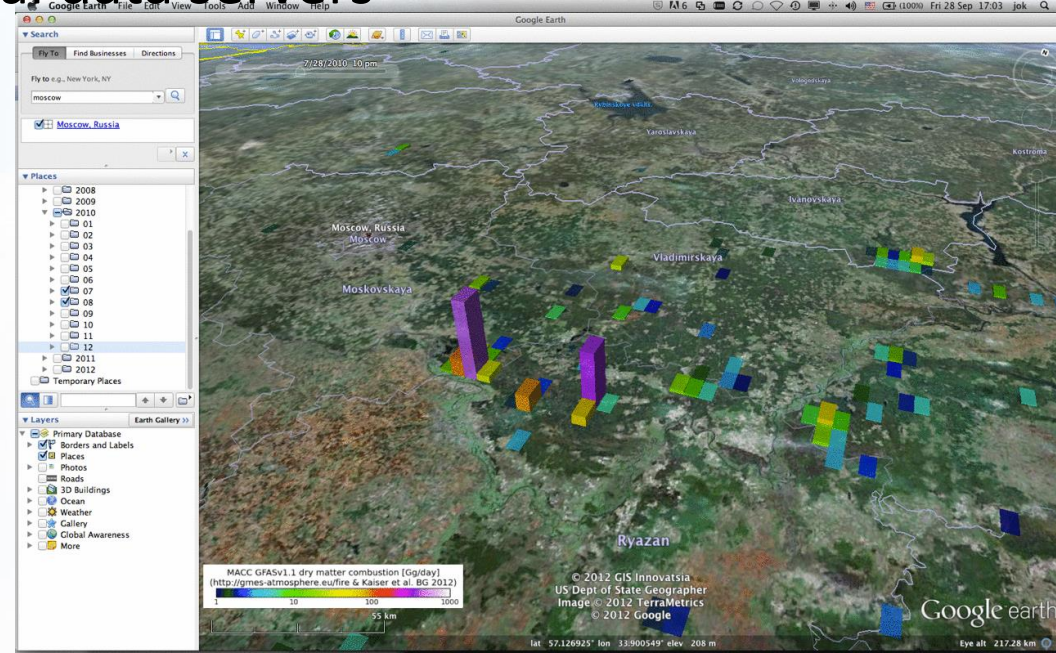 Google Earth File Edit View Tools Add Window Help
(100%) Fri 28 Sep 17:03 jok
Google Earth
Search
Fly To Find Businesses Directions
Fly to e.g., New York, NY
moscow
Moscow, Russia
Places
2008
2009
2010
01
02
03
04
05
06
07
08
09
10
11
12
2011
2012
Temporary Places
Layers Earth Gallery >>
Primary Database
Borders and Labels
Places
Photos
Roads
3D Buildings
Ocean
Weather
Gallery
Global Awareness
More
7/28/2010 10 pm
Vologodskaya
Yaroslavskaya
Kostroma
Ivanovskaya
Moscow, Russia
Moscow
Vladimirskaya
Moskovskaya
Ryazan
MACC GFASv1.1 dry matter combustion [Gg/day]
(http://gmes-atmosphere.eu/fire & Kaiser et al. BG 2012)
1 10 100 1000
55 km
© 2012 GIS Innovatsia
US Dept of State Geographer
Image © 2012 TerraMetrics
© 2012 Google
Google earth
lat 57.126925° lon 33.900549° elev 208 m
Eye alt 217.28 km